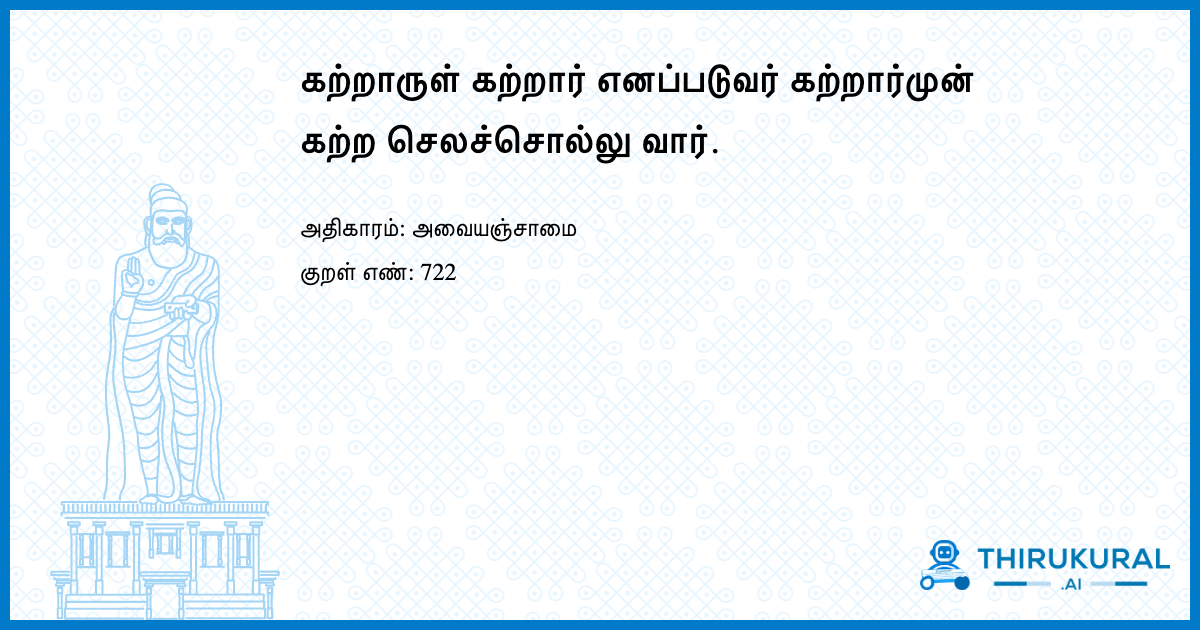 கற்றாருள் கற்றார் எனப்படுவர் கற்றார்முன்
கற்ற செலச்சொல்லு வார்.
அதிகாரம்: அவையஞ்சாமை
குறள் எண்: 722
THIRUKURAL
.AI